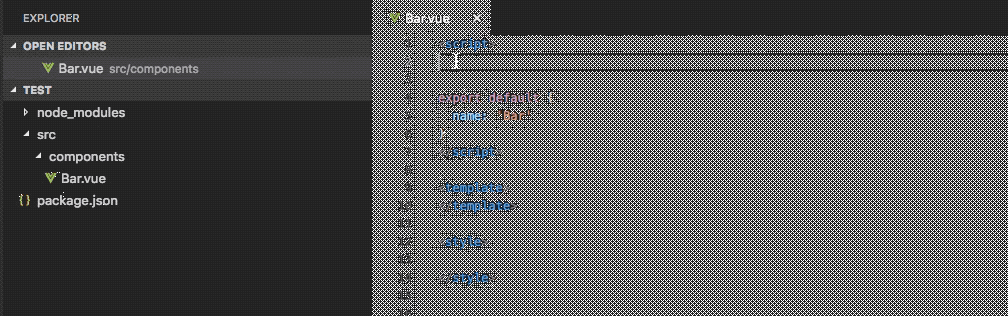 EXPLORER
OPEN EDITORS
Bar.vue src/components
TEST
node_modules
src
components
Bar.vue
{} package.json
Bar.vue ×
script
export default {
name: 'Bar'
}
script
template
template
style
style